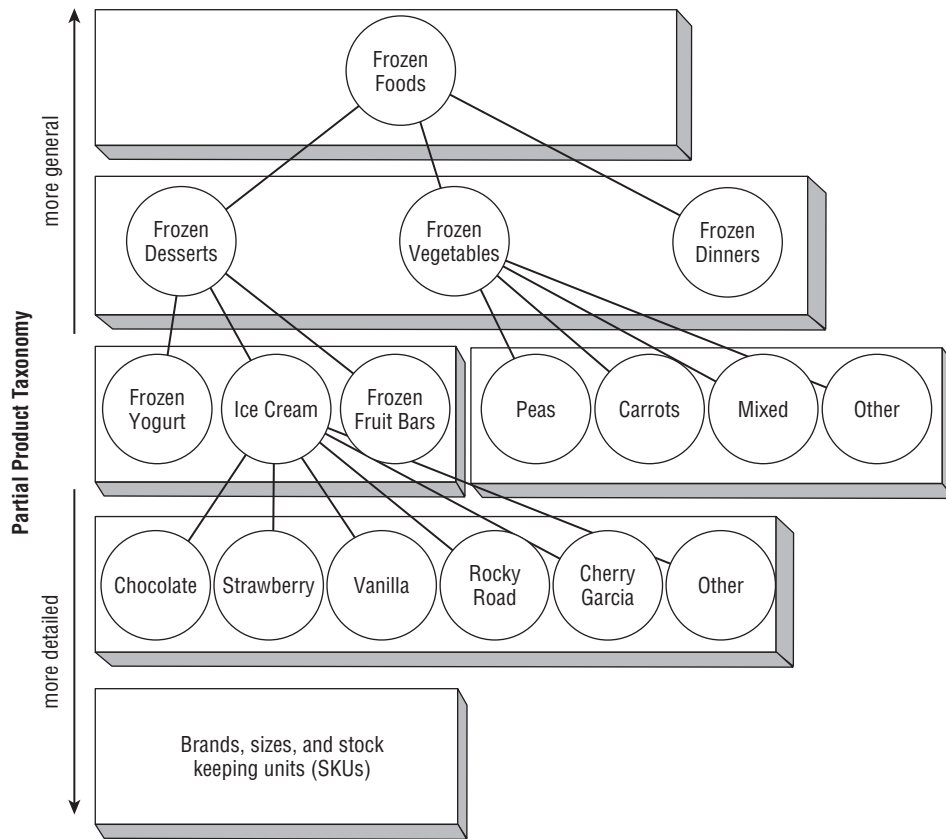 Partial Product Taxonomy
more general
more detailed
Frozen
Foods
Frozen
Desserts
Frozen
Vegetables
Frozen
Dinners
Frozen
Yogurt
Ice Cream
Frozen
Fruit Bars
Peas
Carrots
Mixed
Other
Chocolate
Strawberry
Vanilla
Rocky
Road
Cherry
Garcia
Other
Brands, sizes, and stock
keeping units (SKUs)